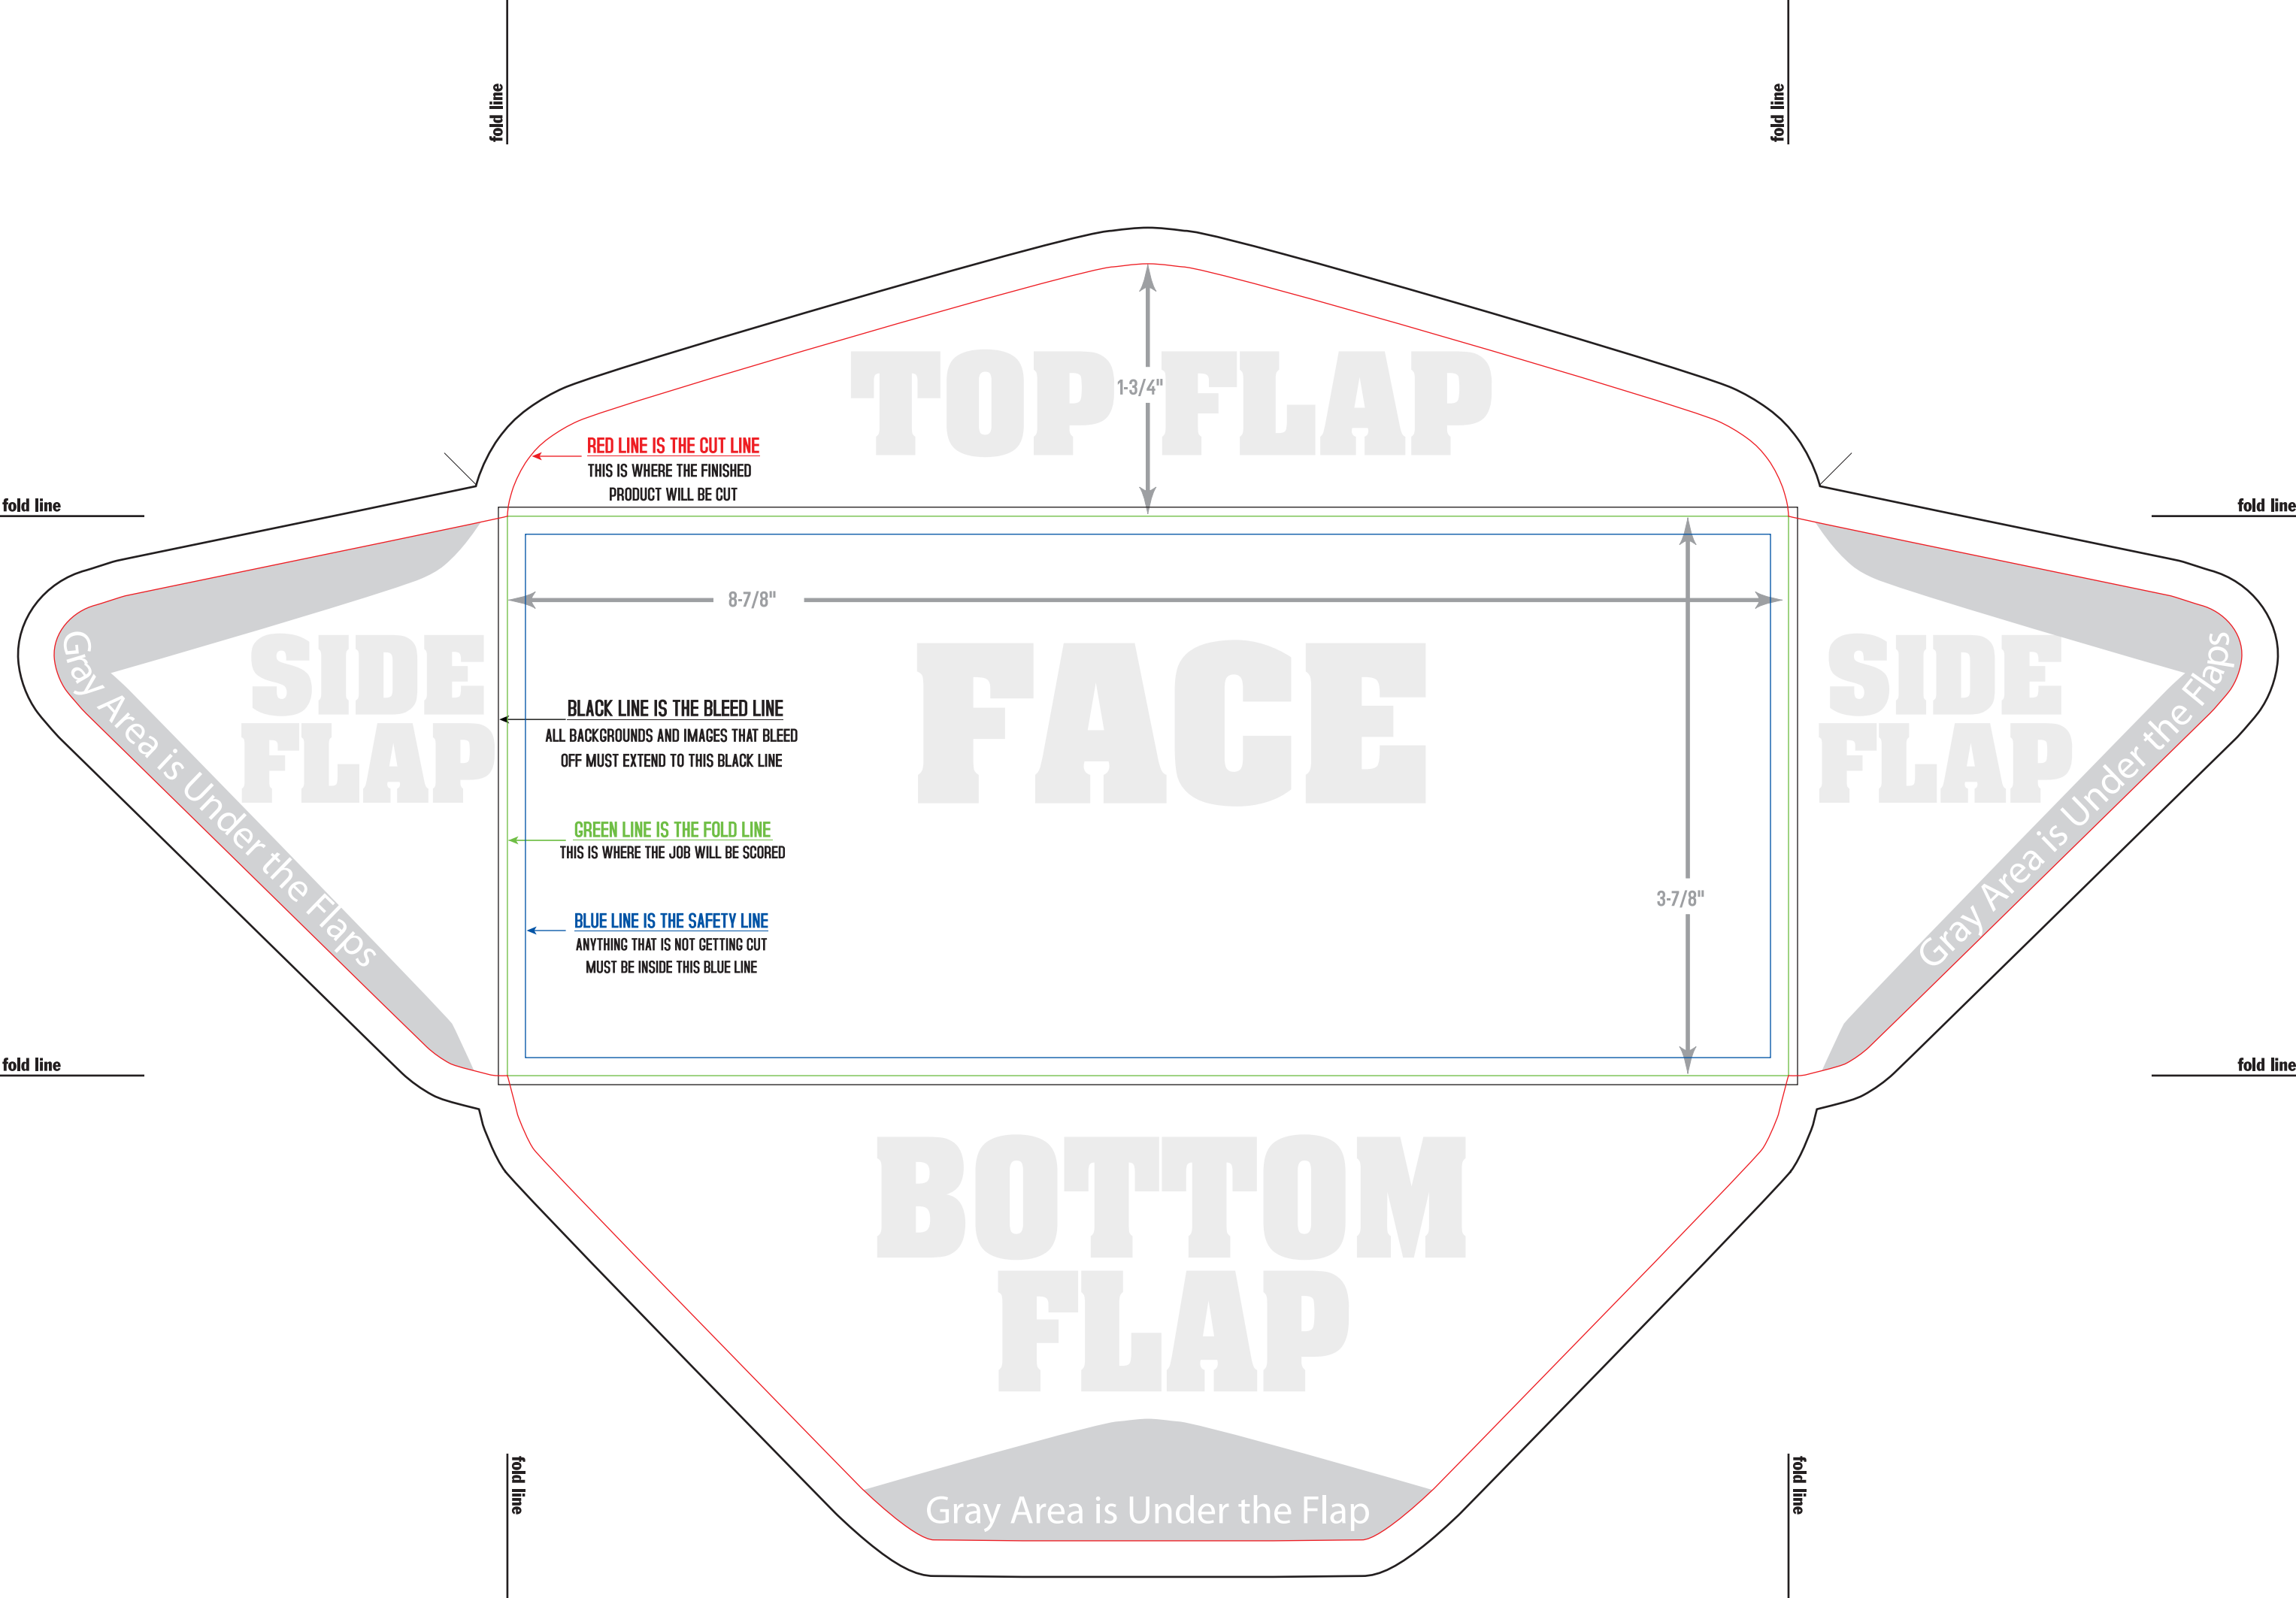 fold line
fold line
TOP FLAP
1-3/4"
RED LINE IS THE CUT LINE
THIS IS WHERE THE FINISHED
PRODUCT WILL BE CUT
fold line
fold line
8-7/8"
SIDE
FLAP
Gray Area is Under the Flaps
FACE
SIDE
FLAP
Gray Area is Under the Flaps
BLACK LINE IS THE BLEED LINE
ALL BACKGROUNDS AND IMAGES THAT BLEED
OFF MUST EXTEND TO THIS BLACK LINE
GREEN LINE IS THE FOLD LINE
THIS IS WHERE THE JOB WILL BE SCORED
3-7/8"
BLUE LINE IS THE SAFETY LINE
ANYTHING THAT IS NOT GETTING CUT
MUST BE INSIDE THIS BLUE LINE
fold line
fold line
BOTTOM
FLAP
Gray Area is Under the Flap
fold line
fold line